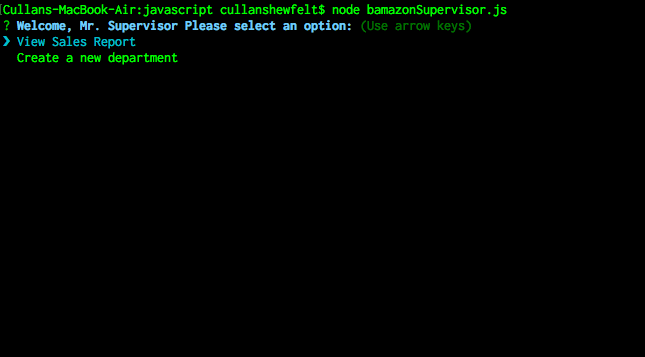 [Cullans-MacBook-Air:javascript cullanshewfelt$ node bamazonSupervisor.js
? Welcome, Mr. Supervisor Please select an option: (Use arrow keys)
❯ View Sales Report
Create a new department